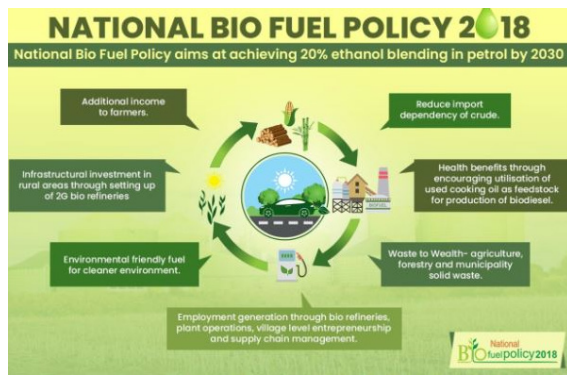 NATIONAL BIO FUEL POLICY 2018
National Bio Fuel Policy aims at achieving 20% ethanol blending in petrol by 2030
Additional income
to farmers.
Reduce import
dependency of crude.
Infrastructural investment in
rural areas through setting up
of 2G bio refineries
Health benefits through
encouraging utilisation of
used cooking oil as feedstock
for production of biodiesel.
BIOFUEL
Environmental friendly fuel
for cleaner environment.
Waste to Wealth- agriculture,
forestry and municipality
solid waste.
Employment generation through bio refineries,
plant operations, village level entrepreneurship
and supply chain management.
National
BIO fuelpolicy2018